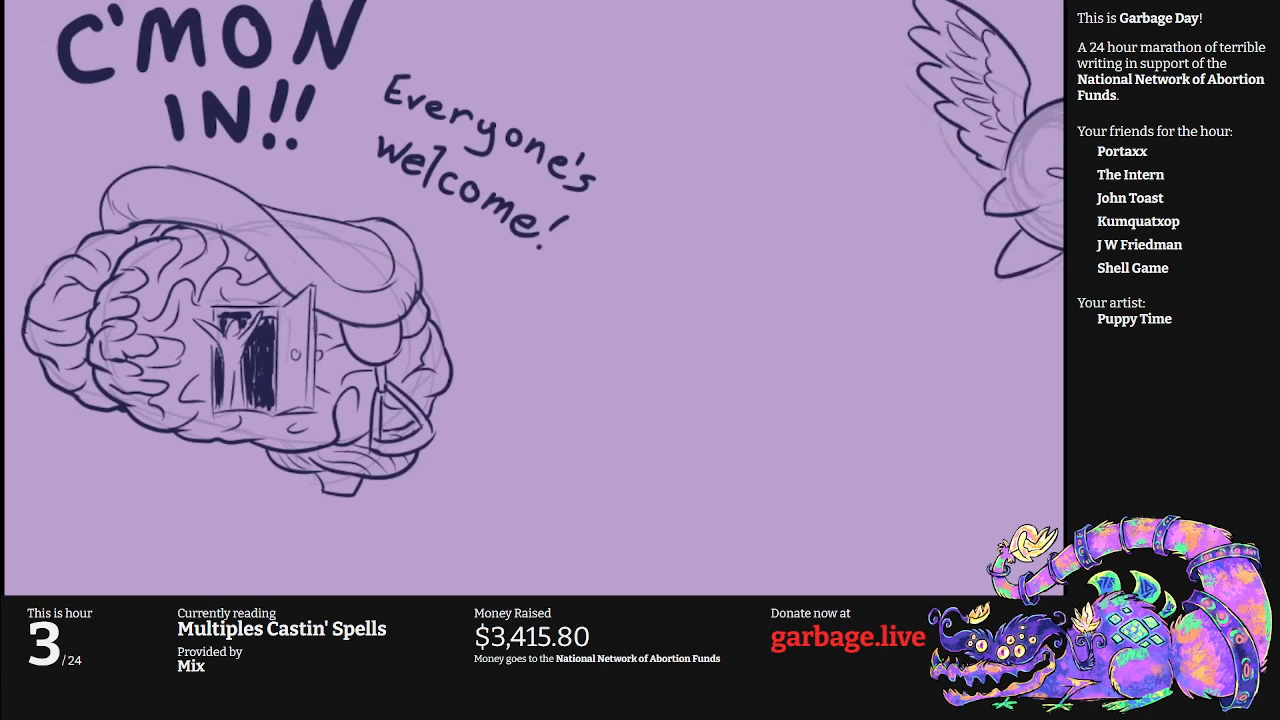 C'MON
IN!!
Everyone's
welcome!
This is Garbage Day!
A 24 hour marathon of terrible
writing in support of the
National Network of Abortion
Funds.
Your friends for the hour:
Portaxx
The Intern
John Toast
Kumquatxop
J W Friedman
Shell Game
Your artist:
Puppy Time
This is hour
3/24
Currently reading
Multiples Castin' Spells
Provided by
Mix
Money Raised
$3,415.80
Money goes to the National Network of Abortion Funds
Donate now at
garbage.live